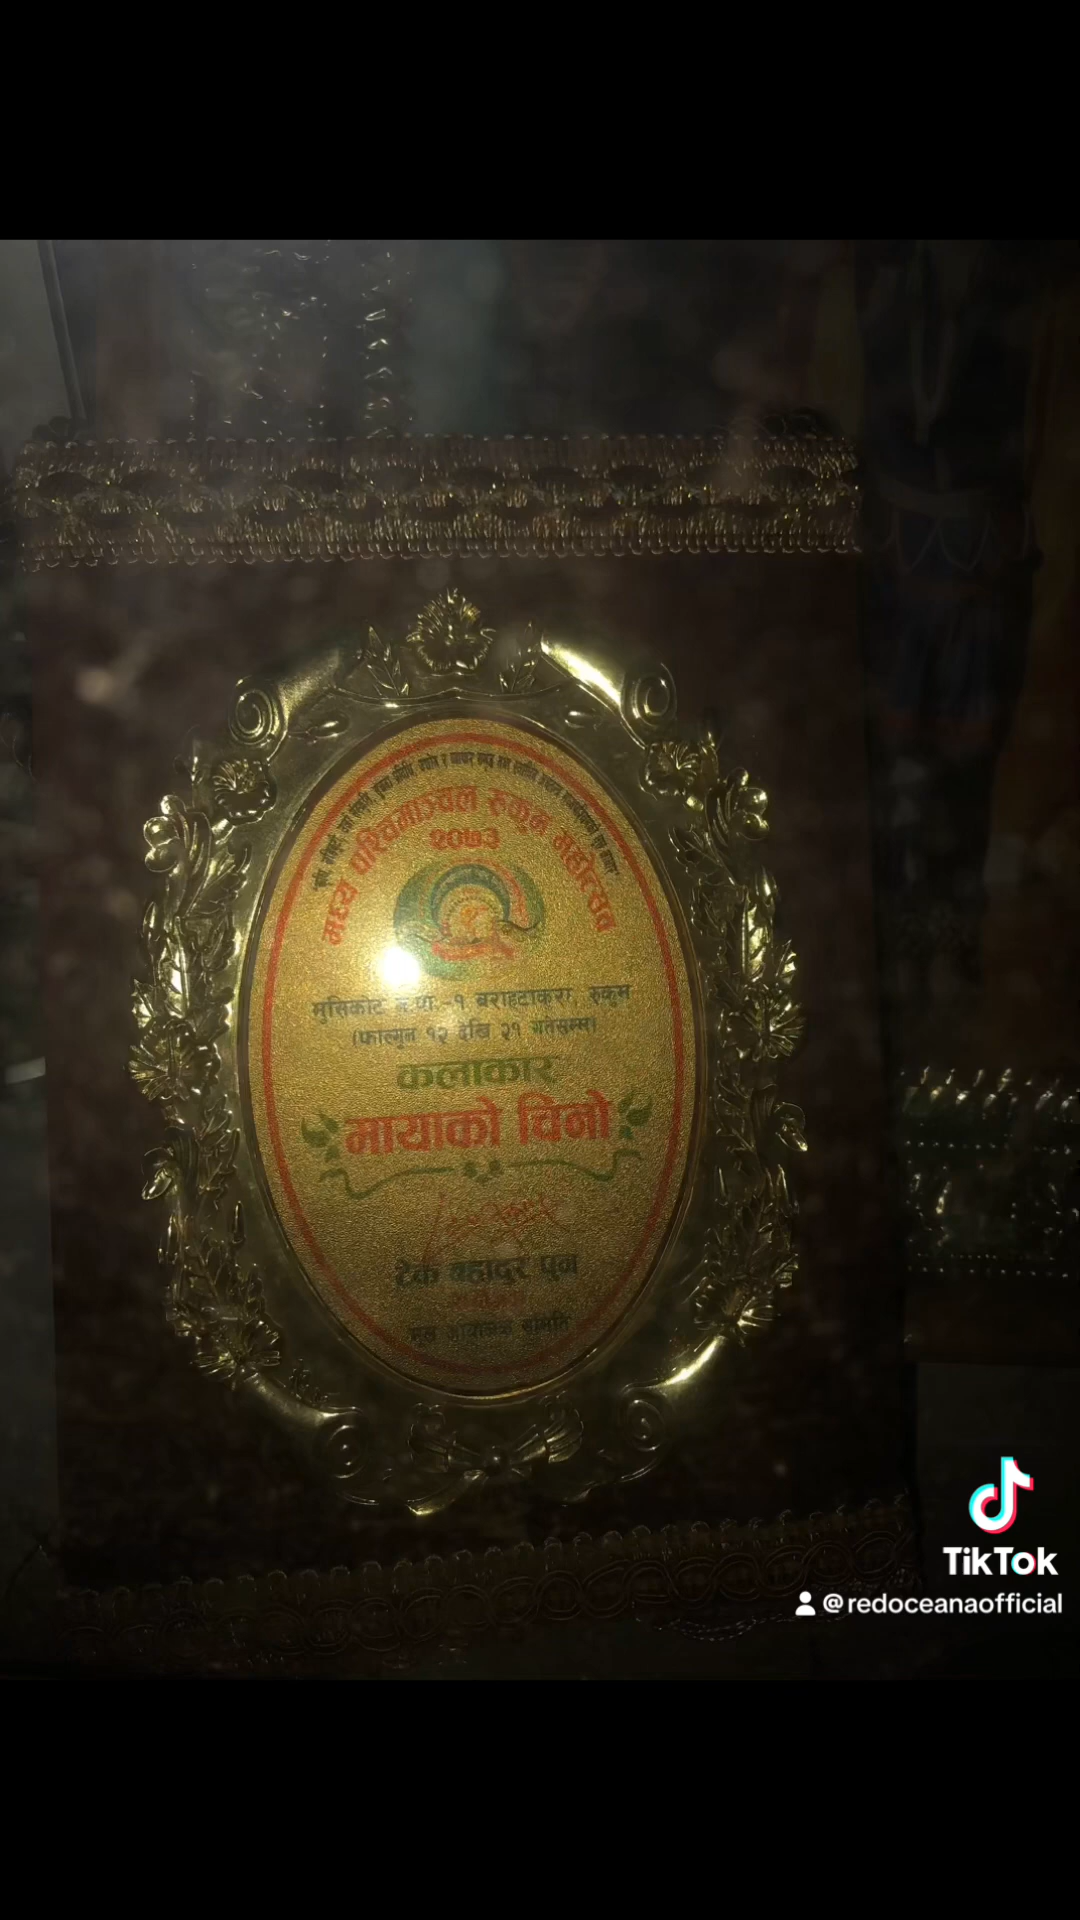 मध्य पश्चिमाञ्चल रुकुम महोत्सव
२०७३
मुसिकोट न.पा.-१ बराहटाकुरा, रुकुम
(फाल्गुन १२ देखि २१ गतेसम्म)
कलाकार
मायाको चिनो
टेक बहादुर पुन
मूल आयोजक समिति
TikTok
@redoceanaofficial